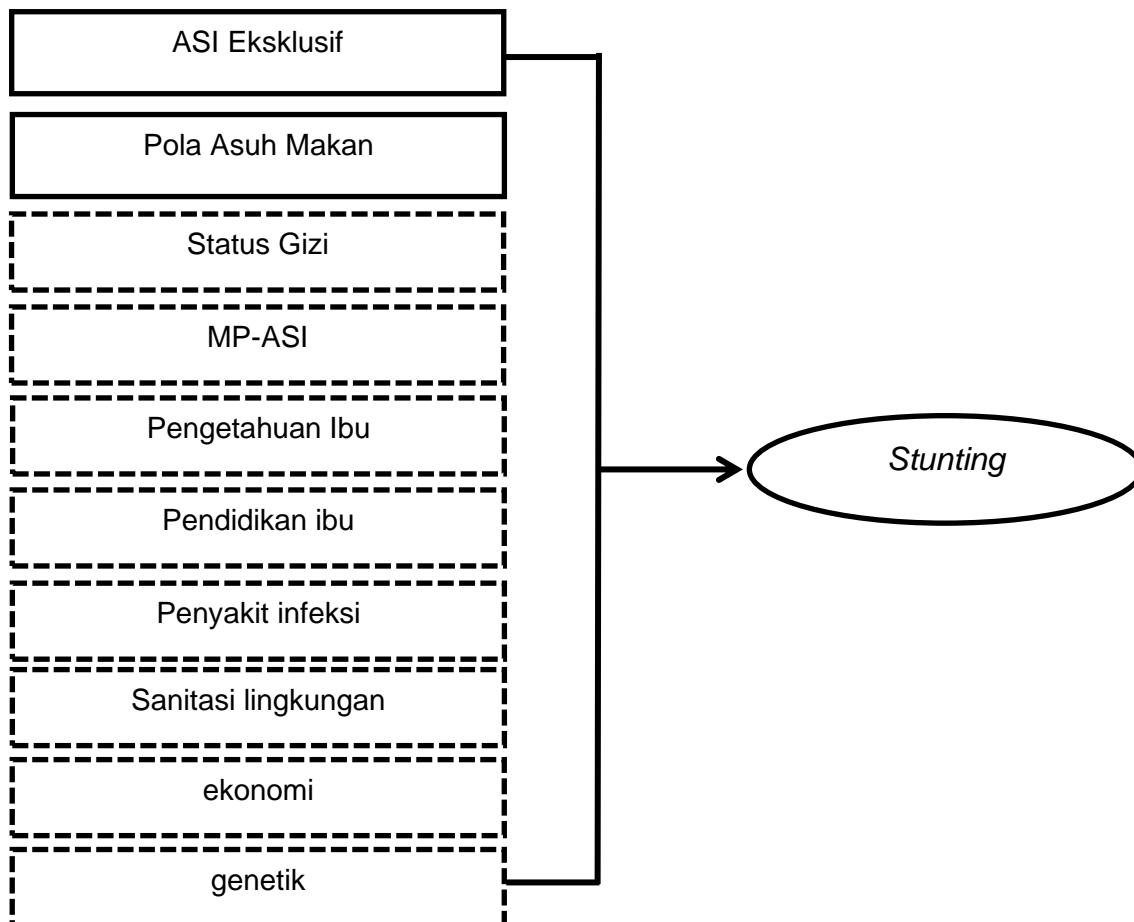 ASI Eksklusif
Pola Asuh Makan
Status Gizi
MP-ASI
Pengetahuan Ibu
Pendidikan ibu
Penyakit infeksi
Sanitasi lingkungan
ekonomi
genetik
Stunting